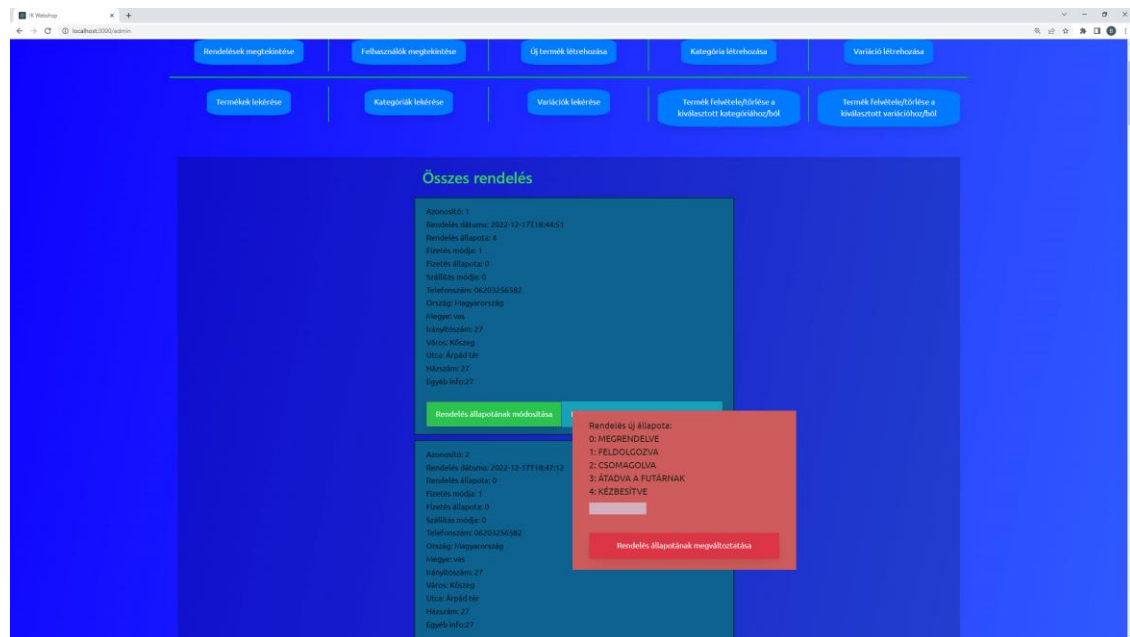 IK Webshop
localhost:3000/admin
Rendelések megtekintése
Felhasználók megtekintése
Új termék létrehozása
Kategória létrehozása
Variáció létrehozása
Termékek lekérése
Kategóriák lekérése
Variációk lekérése
Termék felvétele/törlése a
kiválasztott kategóriához/ból
Termék felvétele/törlése a
kiválasztott variációhoz/ból
Összes rendelés
Azonosító: 1
Rendelés dátuma: 2022-12-17T18:44:51
Rendelés állapota: 4
Fizetés módja: 1
Fizetés állapota: 0
Szállítás módja: 0
Telefonszám: 06203256582
Ország: Magyarország
Megye: vas
Irányítószám: 27
Város: Kőszeg
Utca: Árpád tér
Házszám: 27
Egyéb info:27
Rendelés állapotának módosítása
Rendelés új állapota:
0: MEGRENDELVE
1: FELDOLGOZVA
2: CSOMAGOLVA
3: ÁTADVA A FUTÁRNAK
4: KÉZBESÍTVE
Rendelés állapotának megváltoztatása
Azonosító: 2
Rendelés dátuma: 2022-12-17T18:47:12
Rendelés állapota: 0
Fizetés módja: 1
Fizetés állapota: 0
Szállítás módja: 0
Telefonszám: 06203256582
Ország: Magyarország
Megye: vas
Irányítószám: 27
Város: Kőszeg
Utca: Árpád tér
Házszám: 27
Egyéb info:27